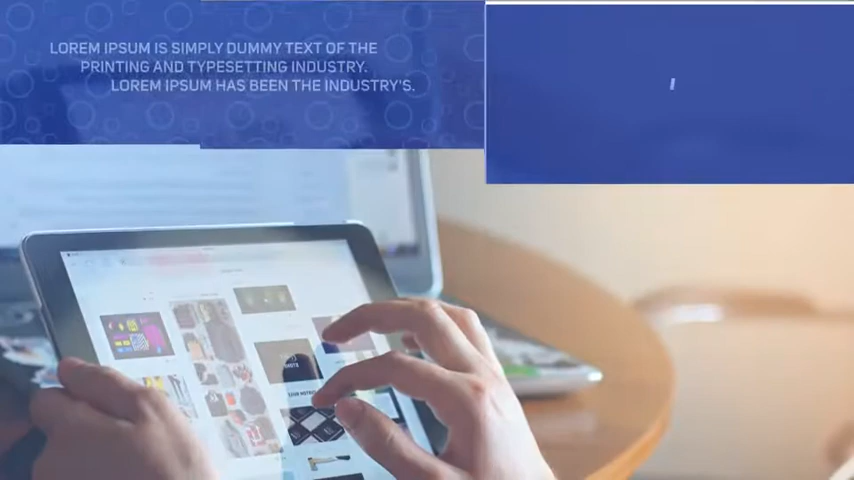 LOREM IPSUM IS SIMPLY DUMMY TEXT OF THE
PRINTING AND TYPESETTING INDUSTRY.
LOREM IPSUM HAS BEEN THE INDUSTRY'S.